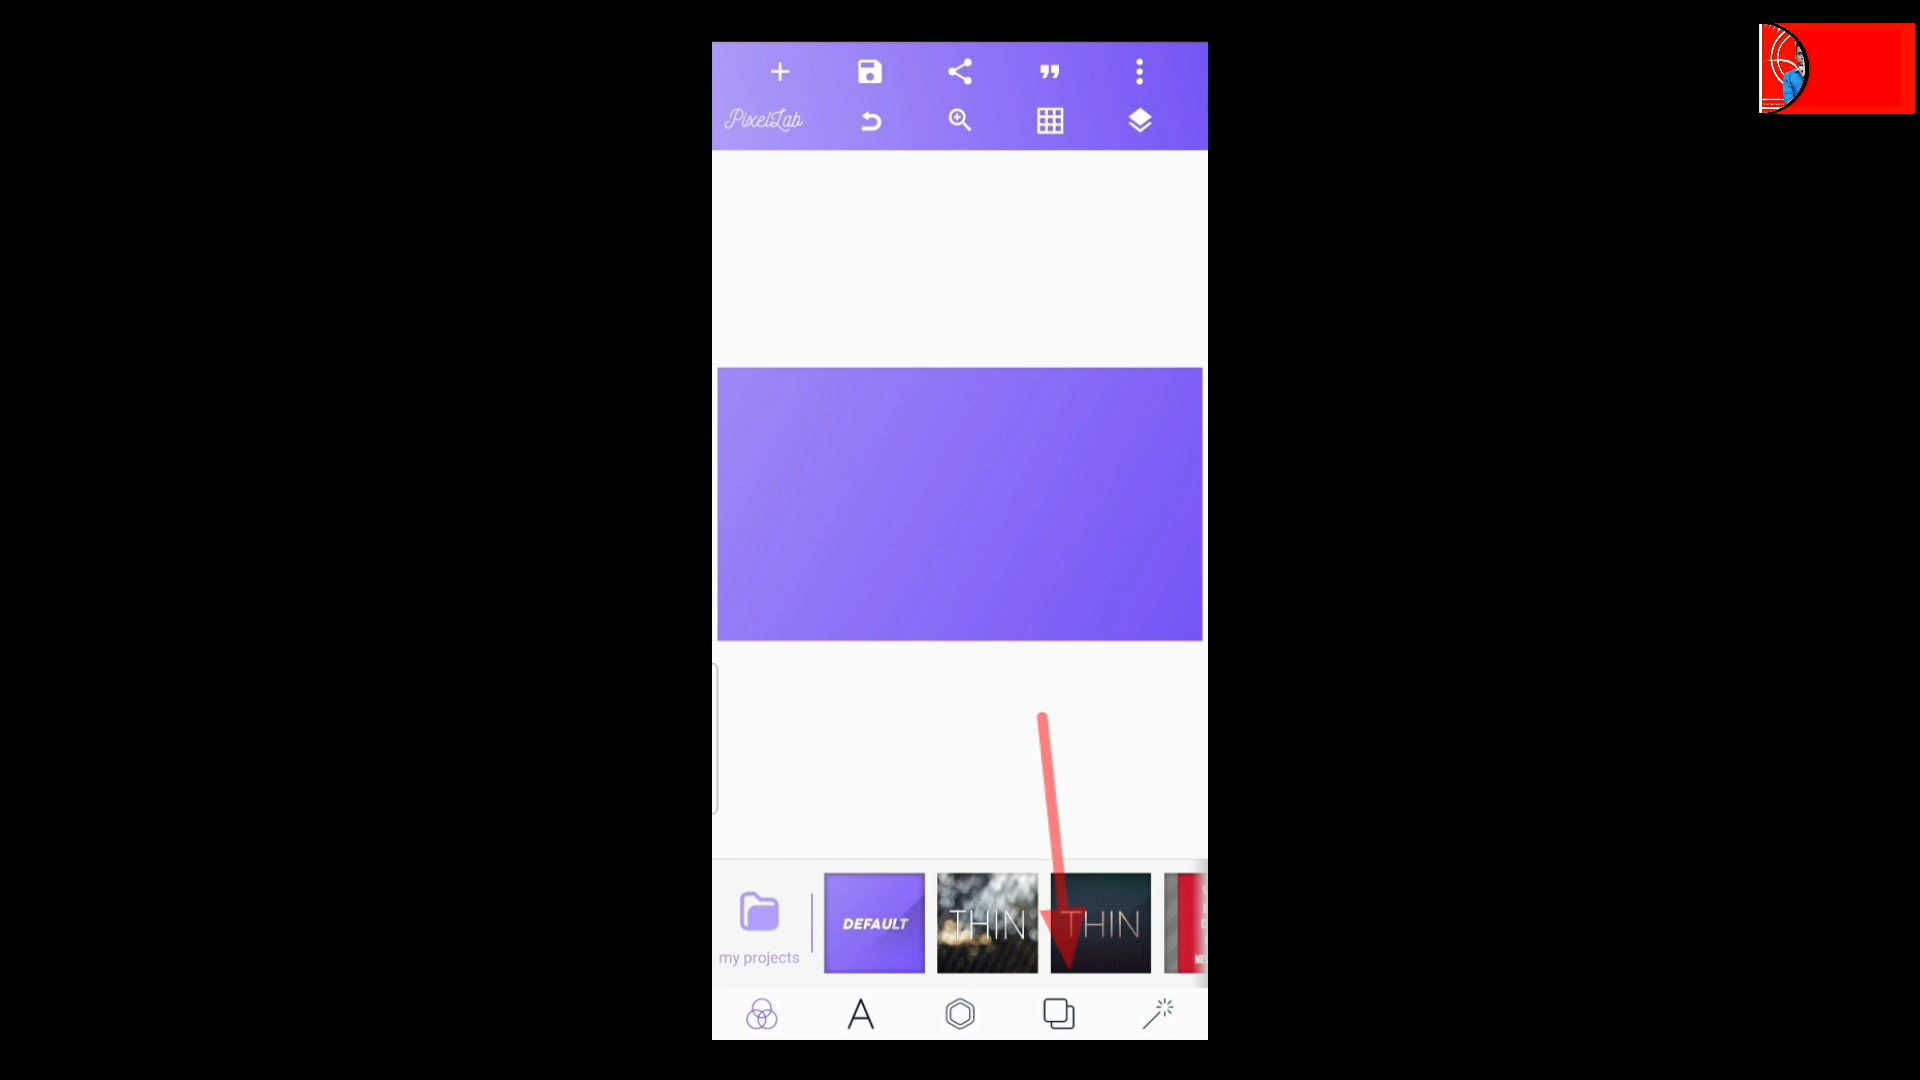 PixelLab
DEFAULT
THIN
THIN
my projects